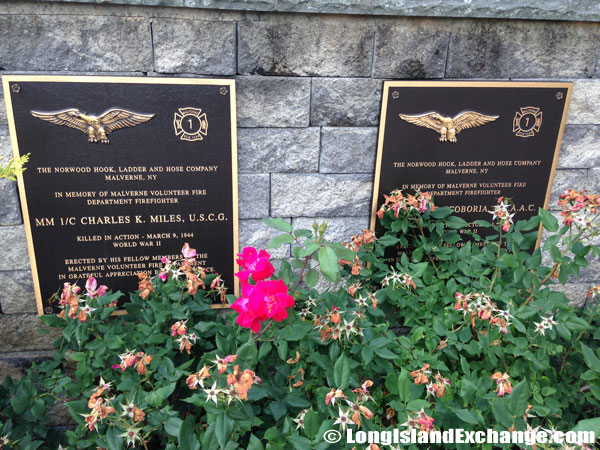 1
THE NORWOOD HOOK, LADDER AND HOSE COMPANY
MALVERNE, NY
IN MEMORY OF MALVERNE VOLUNTEER FIRE
DEPARTMENT FIREFIGHTER
MM 1/C CHARLES K. MILES, U.S.C.G.
KILLED IN ACTION - MARCH 9, 1944
WORLD WAR II
ERECTED BY HIS FELLOW MEMBERS
MALVERNE VOLUNTEER FIRE
IN GRATEFUL APPRECIATION
1
THE NORWOOD HOOK, LADDER AND HOSE COMPANY
MALVERNE, NY
IN MEMORY OF MALVERNE VOLUNTEER FIRE
DEPARTMENT FIREFIGHTER
COBORIA,
© LongIslandExchange.com